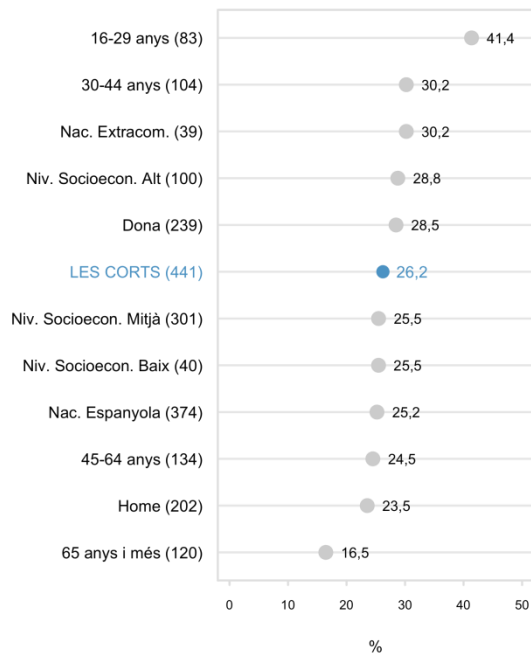 16-29 anys (83) 41,4
30-44 anys (104) 30,2
Nac. Extracom. (39) 30,2
Niv. Socioecon. Alt (100) 28,8
Dona (239) 28,5
LES CORTS (441) 26,2
Niv. Socioecon. Mitjà (301) 25,5
Niv. Socioecon. Baix (40) 25,5
Nac. Espanyola (374) 25,2
45-64 anys (134) 24,5
Home (202) 23,5
65 anys i més (120) 16,5
0 10 20 30 40 50
%